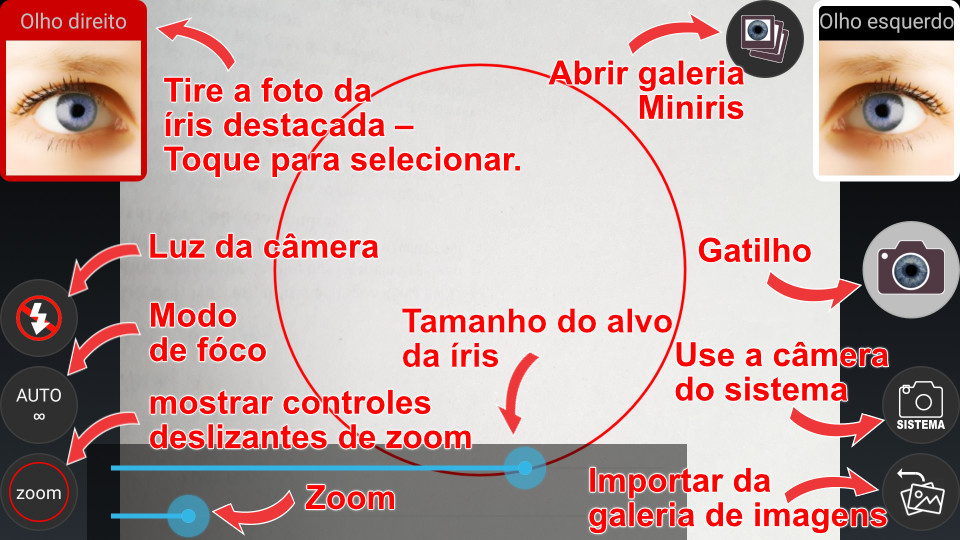 Olho direito
Olho esquerdo
Tire a foto da
íris destacada –
Toque para selecionar.
Abrir galeria
Miniris
Luz da câmera
Gatilho
Modo
de fóco
Tamanho do alvo
da íris
Use a câmera
do sistema
AUTO
∞
SISTEMA
mostrar controles
deslizantes de zoom
zoom
Zoom
Importar da
galeria de imagens